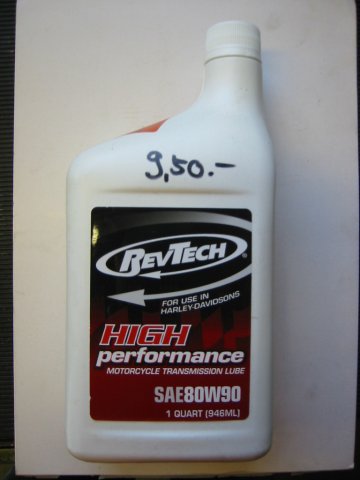 9,50.-
REVTECH®
FOR USE IN
HARLEY-DAVIDSONS
HIGH
performance
MOTORCYCLE TRANSMISSION LUBE
SAE80W90
1 QUART (946ML)